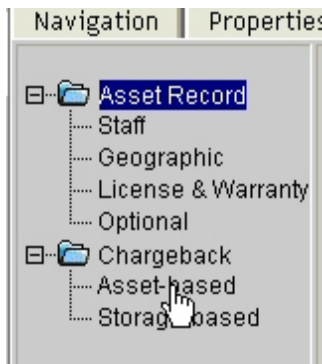 Navigation Properties
Asset Record
Staff
Geographic
License & Warranty
Optional
Chargeback
Asset-based
Storage-based